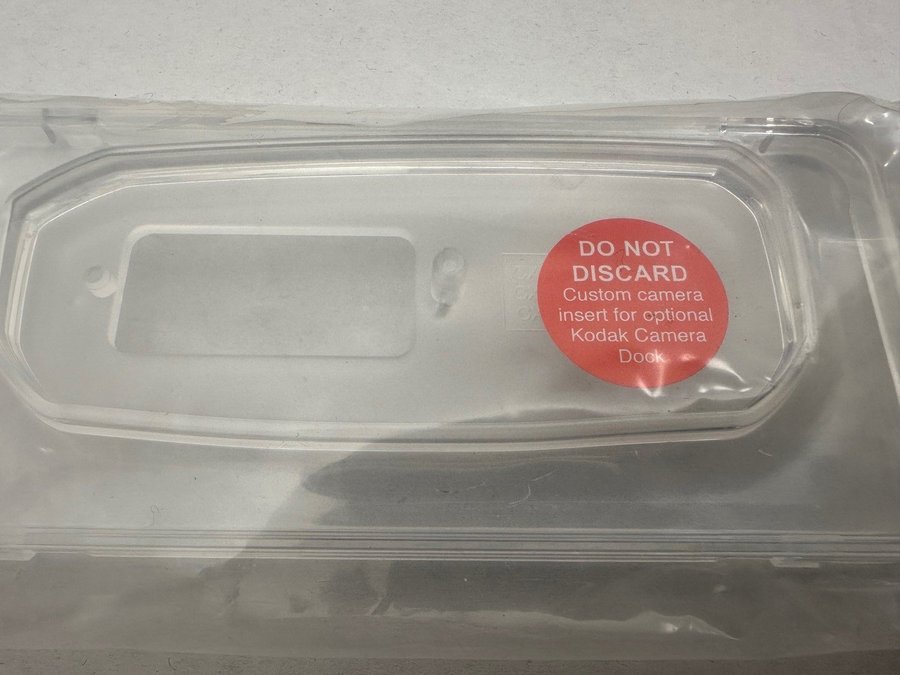 DO NOT
DISCARD
Custom camera
insert for optional
Kodak Camera
Dock